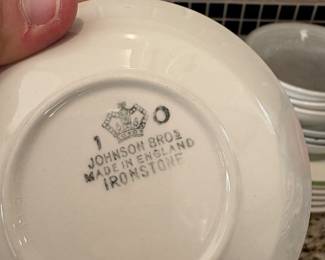 1 0
JOHNSON BROS
MADE IN ENGLAND
IRONSTONE